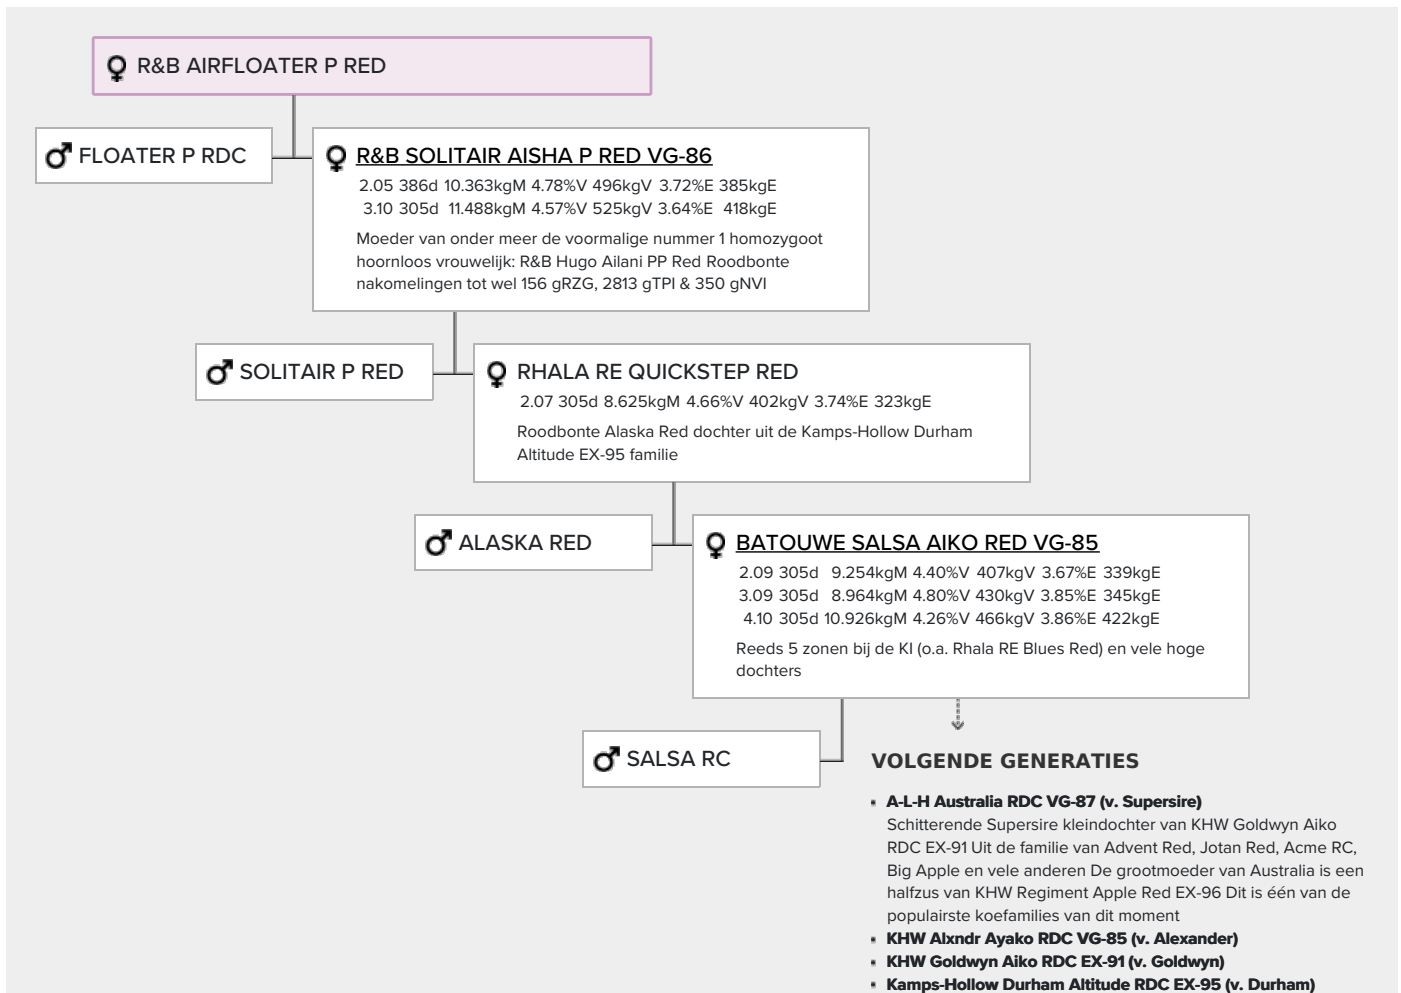 R&B AIRFLOATER P RED
FLOATER P RDC
R&B SOLITAIR AISHA P RED VG-86
2.05 386d 10.363kgM 4.78%V 496kgV 3.72%E 385kgE
3.10 305d 11.488kgM 4.57%V 525kgV 3.64%E 418kgE
Moeder van onder meer de voormalige nummer 1 homozygoot
hoornloos vrouwelijk: R&B Hugo Ailani PP Red Roodbonte
nakomelingen tot wel 156 gRZG, 2813 gTPI & 350 gNVI
SOLITAIR P RED
RHALA RE QUICKSTEP RED
2.07 305d 8.625kgM 4.66%V 402kgV 3.74%E 323kgE
Roodbonte Alaska Red dochter uit de Kamps-Hollow Durham
Altitude EX-95 familie
ALASKA RED
BATOUWE SALSA AIKO RED VG-85
2.09 305d 9.254kgM 4.40%V 407kgV 3.67%E 339kgE
3.09 305d 8.964kgM 4.80%V 430kgV 3.85%E 345kgE
4.10 305d 10.926kgM 4.26%V 466kgV 3.86%E 422kgE
Reeds 5 zonen bij de KI (o.a. Rhala RE Blues Red) en vele hoge
dochters
SALSA RC
VOLGENDE GENERATIES
A-L-H Australia RDC VG-87 (v. Supersire)
Schitterende Supersire kleindochter van KHW Goldwyn Aiko
RDC EX-91 Uit de familie van Advent Red, Jotan Red, Acme RC,
Big Apple en vele anderen De grootmoeder van Australia is een
halfzus van KHW Regiment Apple Red EX-96 Dit is één van de
populairste koefamilies van dit moment
KHW Alxndr Ayako RDC VG-85 (v. Alexander)
KHW Goldwyn Aiko RDC EX-91 (v. Goldwyn)
Kamps-Hollow Durham Altitude RDC EX-95 (v. Durham)